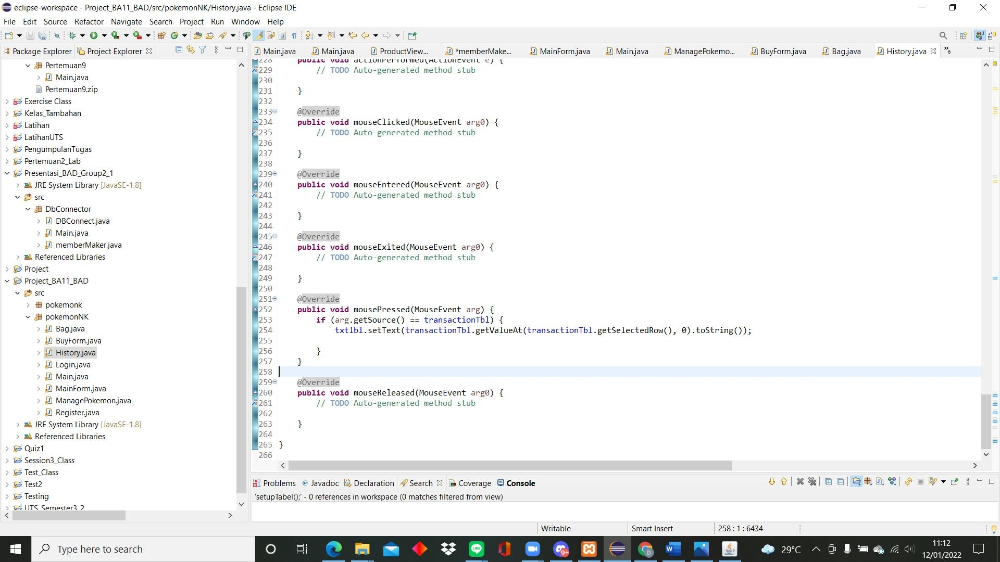 eclipse-workspace - Project_BA11_BAD/src/pokemonNK/History.java - Eclipse IDE
File Edit Source Refactor Navigate Search Project Run Window Help
Package Explorer Project Explorer
Main.java Main.java ProductView... *memberMake... MainForm.java Main.java ManagePokemo... BuyForm.java Bag.java History.java »6
Pertemuan9
Main.java
Pertemuan9.zip
Exercise Class
Kelas_Tambahan
Latihan
LatihanUTS
PengumpulanTugas
Pertemuan2_Lab
Presentasi_BAD_Group2_1
JRE System Library [JavaSE-1.8]
src
DbConnector
DBConnect.java
Main.java
memberMaker.java
Referenced Libraries
Project
Project_BA11_BAD
src
pokemonk
pokemonNK
Bag.java
BuyForm.java
History.java
Login.java
Main.java
MainForm.java
ManagePokemon.java
Register.java
JRE System Library [JavaSE-1.8]
Referenced Libraries
Quiz1
Session3_Class
Test_Class
Test2
Testing
UTS_Semester3_2
228 public void actionPerformed(ActionEvent e) {
229 // TODO Auto-generated method stub
230
231 }
232
233 @Override
234 public void mouseClicked(MouseEvent arg0) {
235 // TODO Auto-generated method stub
236
237 }
238
239 @Override
240 public void mouseEntered(MouseEvent arg0) {
241 // TODO Auto-generated method stub
242
243 }
244
245 @Override
246 public void mouseExited(MouseEvent arg0) {
247 // TODO Auto-generated method stub
248
249 }
250
251 @Override
252 public void mousePressed(MouseEvent arg) {
253 if (arg.getSource() == transactionTbl) {
254 txtlbl.setText(transactionTbl.getValueAt(transactionTbl.getSelectedRow(), 0).toString());
255
256 }
257 }
258
259 @Override
260 public void mouseReleased(MouseEvent arg0) {
261 // TODO Auto-generated method stub
262
263 }
264
265 }
266
Problems @ Javadoc Declaration Search Coverage Console
'setupTabel();' - 0 references in workspace (0 matches filtered from view)
Writable Smart Insert 258 : 1 : 6434
Type here to search
LINE
9+
D
W
29°C
11:12
12/01/2022